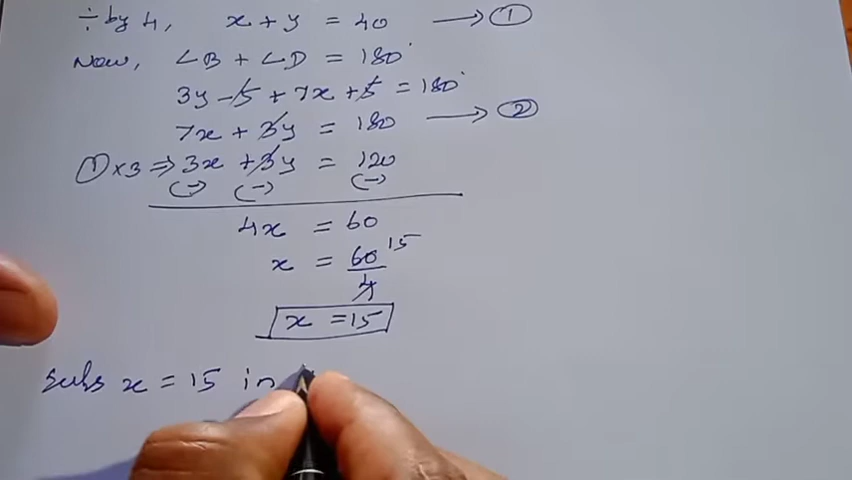 ÷ by 4, x + y = 40 ⟶ ①
Now, ∠B + ∠D = 180°
3y - 5 + 7x + 5 = 180°
7x + 3y = 180 ⟶ ②
① × 3 ⇒ 3x + 3y = 120
(-) (-) (-)
4x = 60
x = 60/4 15
x = 15
subs x = 15 in